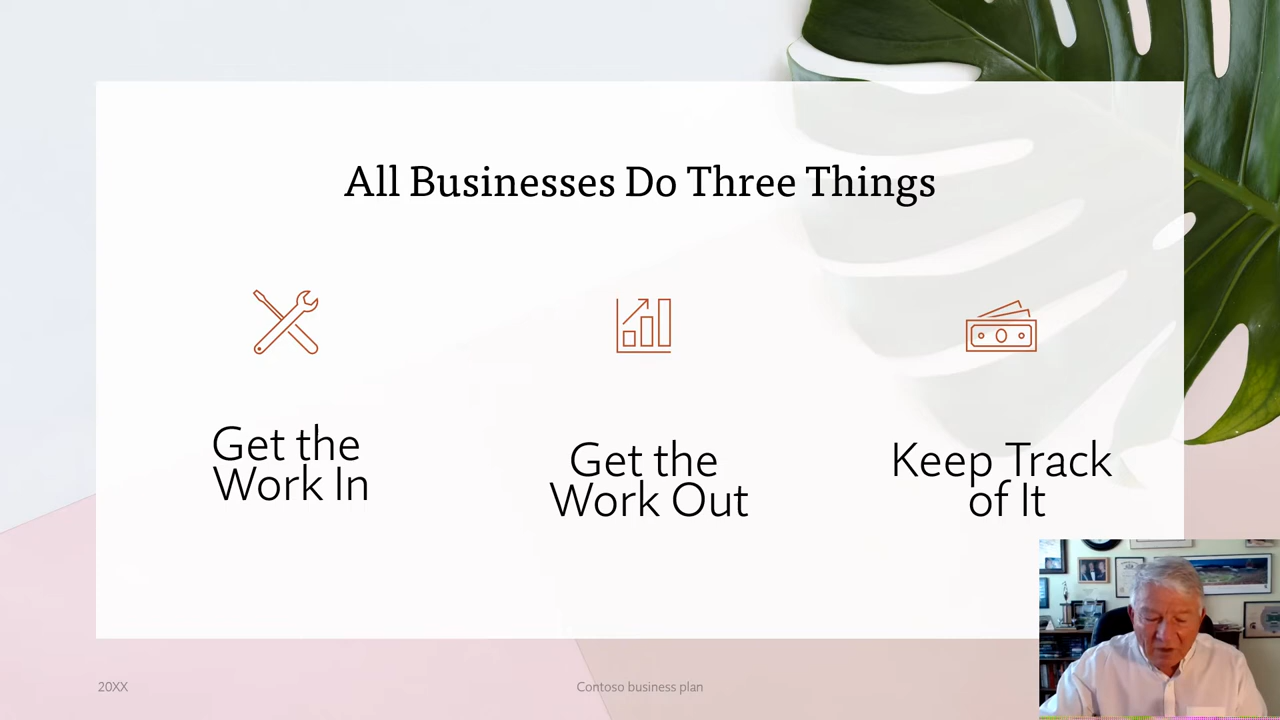 All Businesses Do Three Things
Get the
Work In
Get the
Work Out
Keep Track
of It
20XX
Contoso business plan